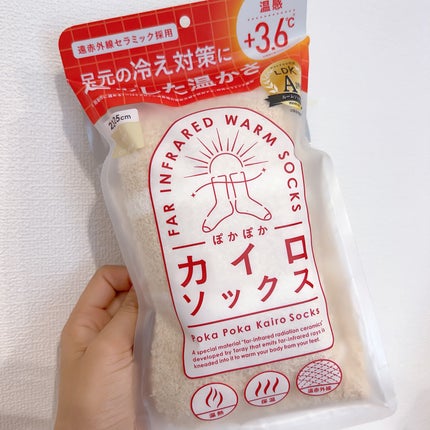 遠赤外線セラミック採用
温感
+3.6℃
足元の冷え対策に
した温かさ
LDK
A
FAR INFRARED WARM SOCKS
ぽかぽか
カイロ
ソックス
Poka Poka Kairo Socks
A special material "far-infrared radiation ceramics"
developed by Toray That emits far-infrared rays is
kneaded into it to warm your body from your feet.
温熱
保温
遠赤外線